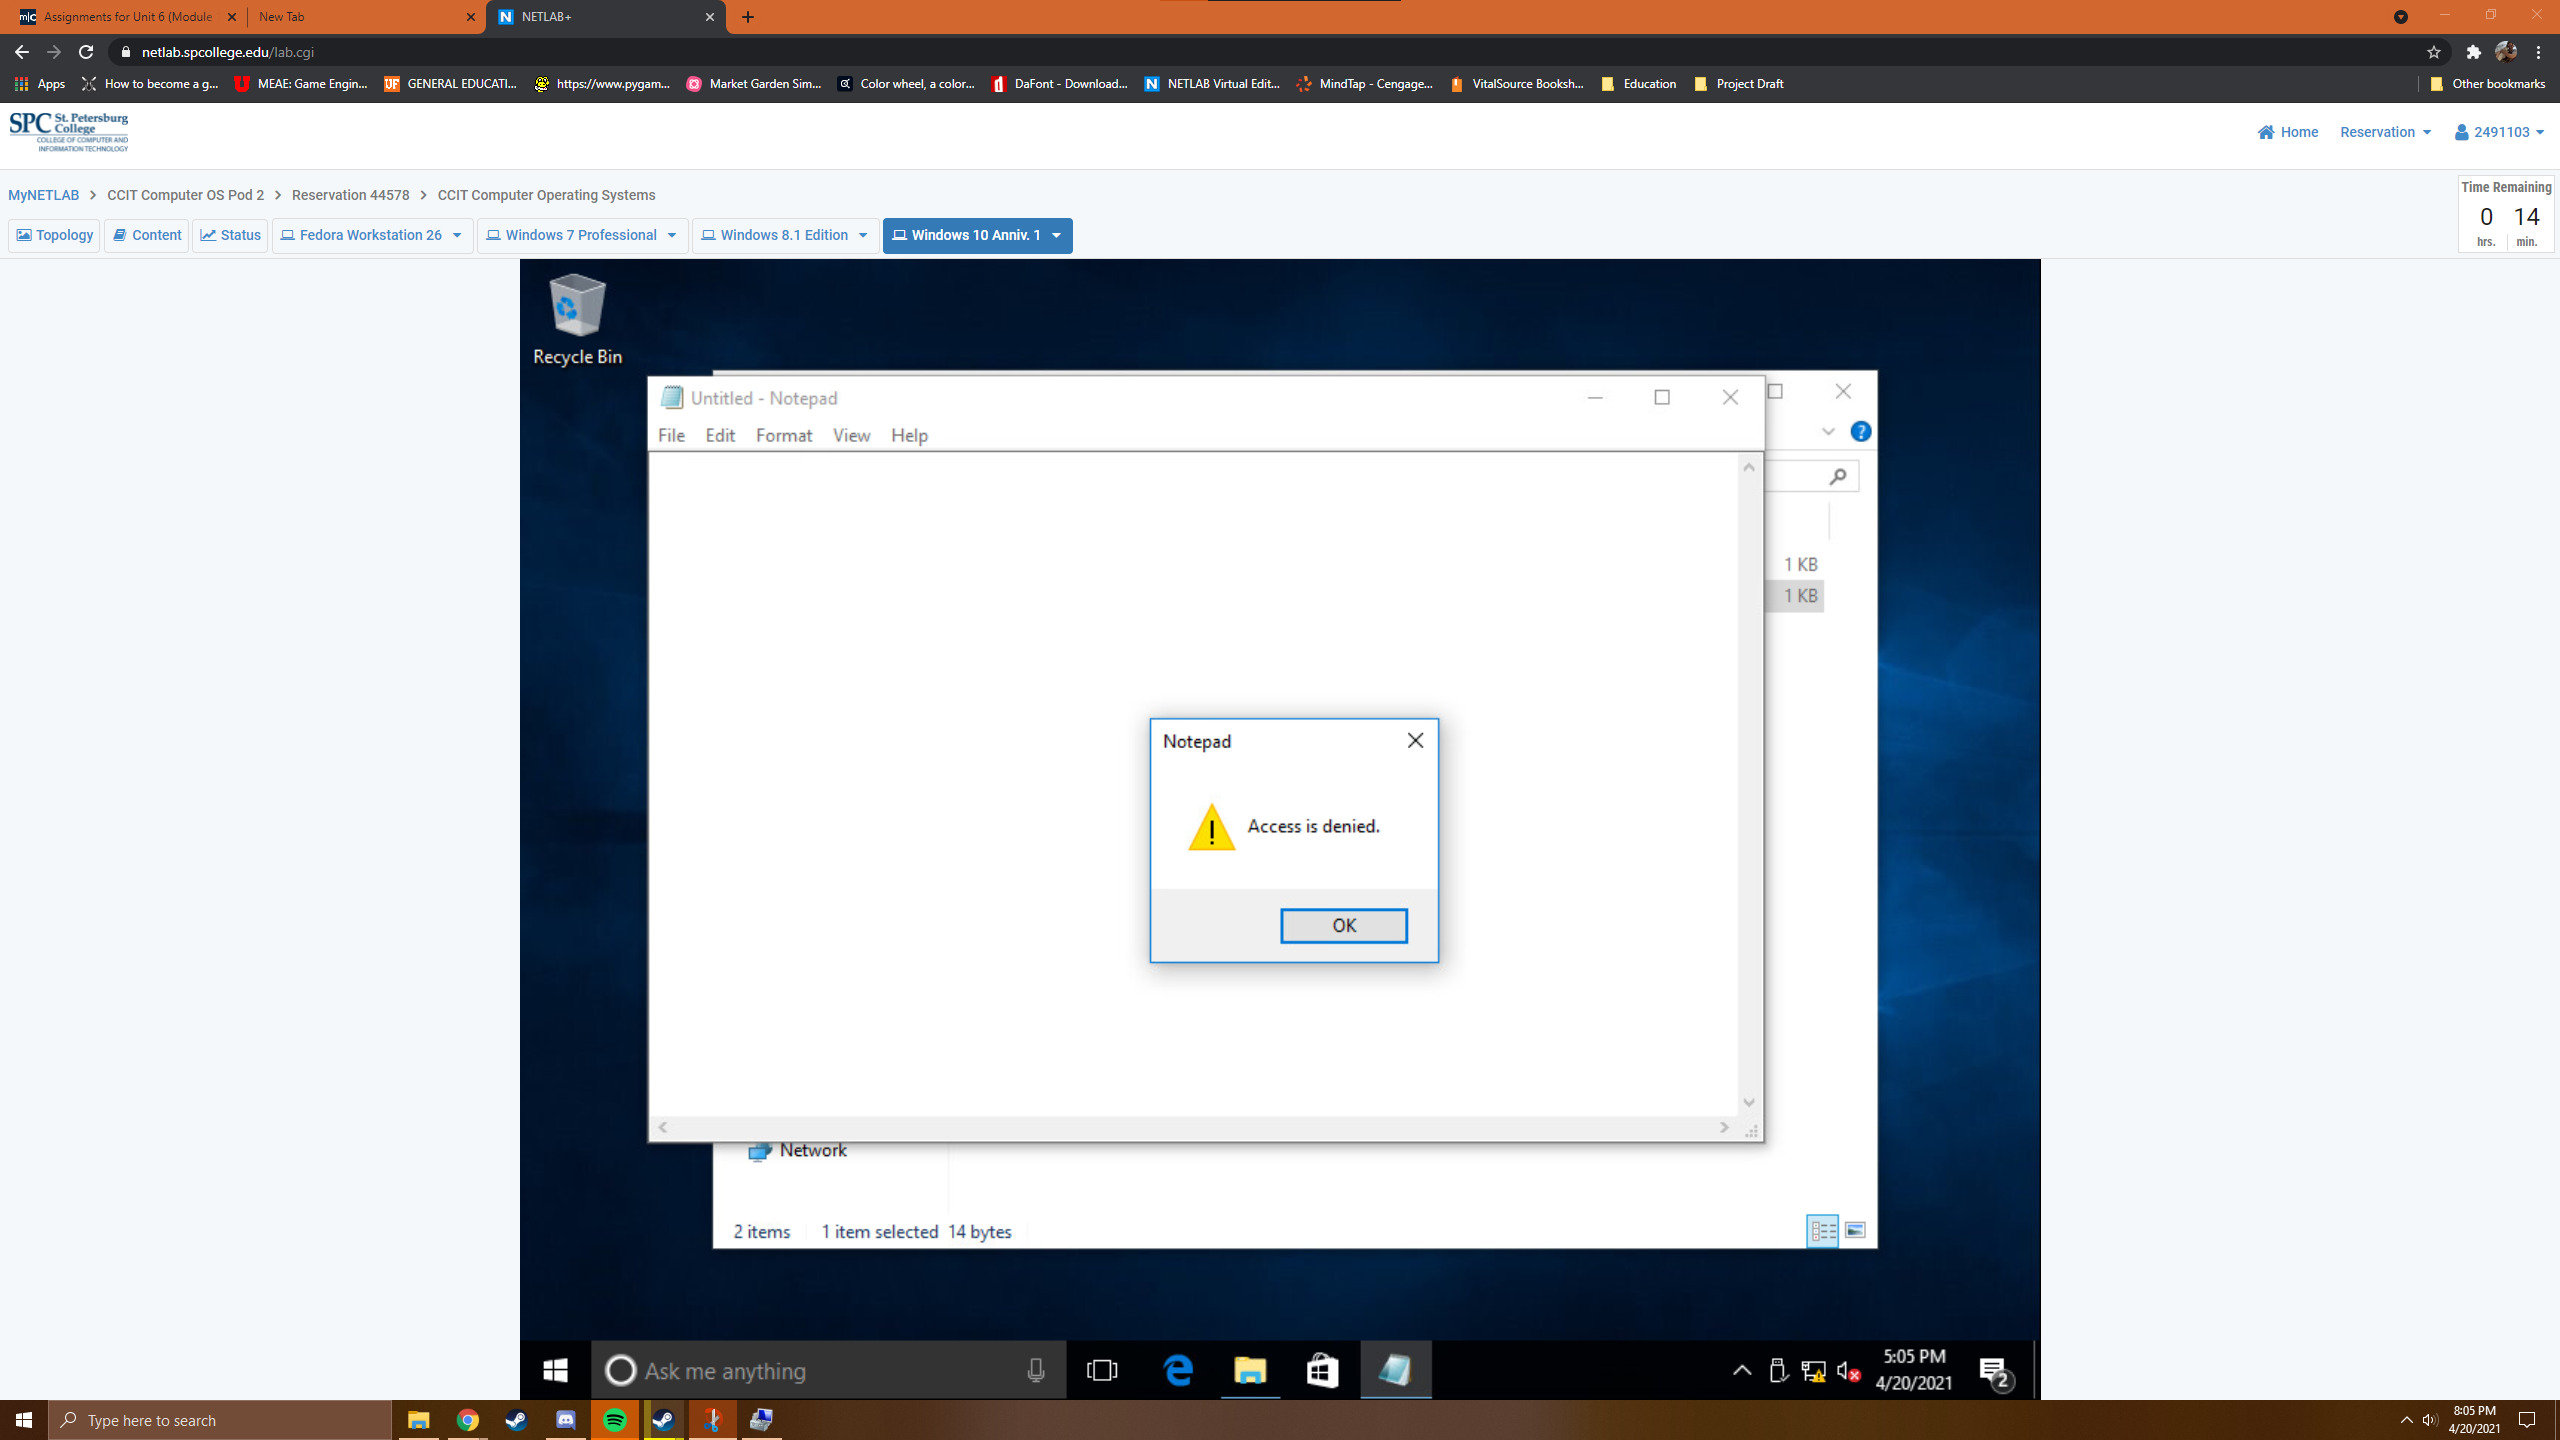 Assignments for Unit 6 (Module
New Tab
NETLAB+
netlab.spcollege.edu/lab.cgi
Apps
How to become a g...
MEAE: Game Engin...
GENERAL EDUCATI...
https://www.pygam...
Market Garden Sim...
Color wheel, a color...
DaFont - Download...
NETLAB Virtual Edit...
MindTap - Cengage...
VitalSource Booksh...
Education
Project Draft
Other bookmarks
SPC St. Petersburg College
COLLEGE OF COMPUTER AND
INFORMATION TECHNOLOGY
Home
Reservation
2491103
MyNETLAB > CCIT Computer OS Pod 2 > Reservation 44578 > CCIT Computer Operating Systems
Time Remaining
0 14
hrs. min.
Topology
Content
Status
Fedora Workstation 26
Windows 7 Professional
Windows 8.1 Edition
Windows 10 Anniv. 1
Recycle Bin
Untitled - Notepad
File Edit Format View Help
1 KB
1 KB
Notepad
Access is denied.
OK
Network
2 items 1 item selected 14 bytes
Ask me anything
5:05 PM
4/20/2021
2
Type here to search
8:05 PM
4/20/2021